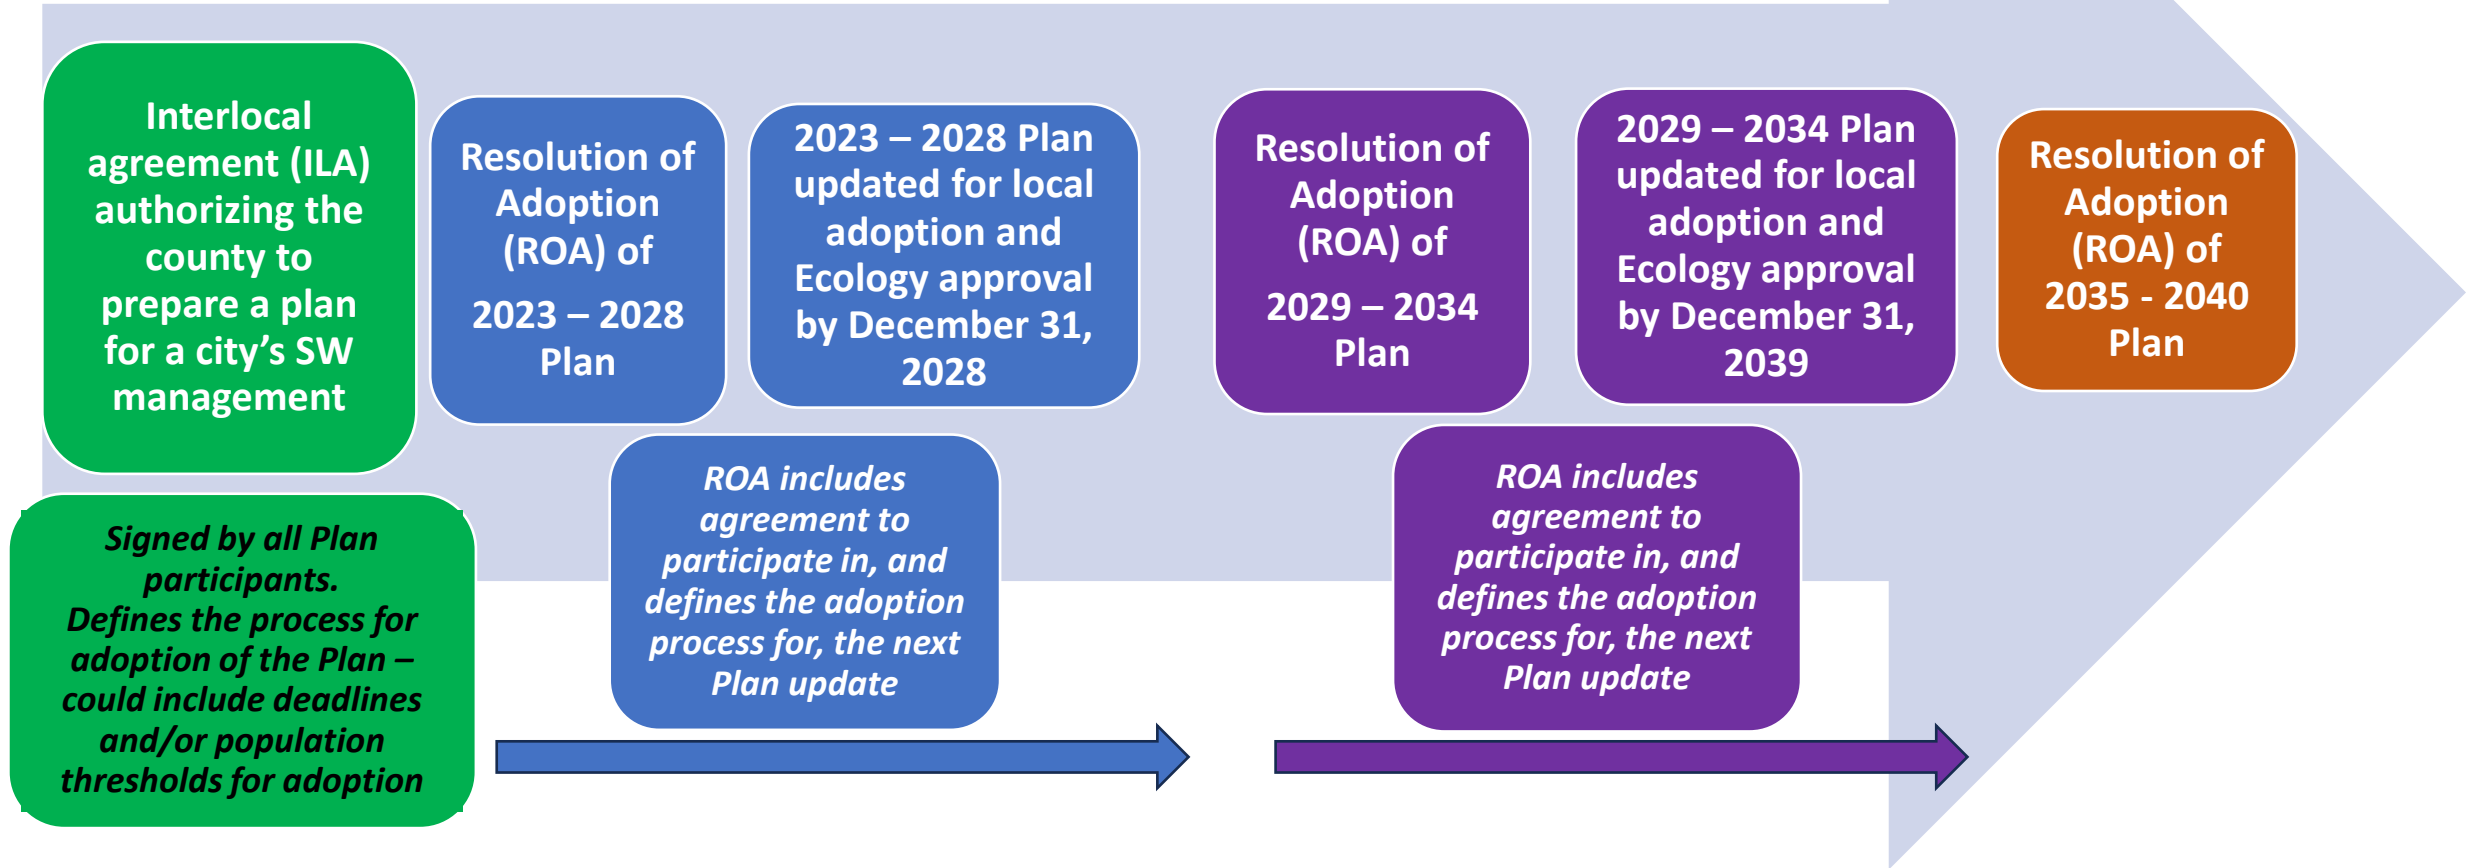 Interlocal
agreement (ILA)
authorizing the
county to
prepare a plan
for a city’s SW
management
Signed by all Plan
participants.
Defines the process for
adoption of the Plan –
could include deadlines
and/or population
thresholds for adoption
Resolution of
Adoption
(ROA) of
2023 – 2028
Plan
2023 – 2028 Plan
updated for local
adoption and
Ecology approval
by December 31,
2028
ROA includes
agreement to
participate in, and
defines the adoption
process for, the next
Plan update
Resolution of
Adoption
(ROA) of
2029 – 2034
Plan
2029 – 2034 Plan
updated for local
adoption and
Ecology approval
by December 31,
2039
ROA includes
agreement to
participate in, and
defines the adoption
process for, the next
Plan update
Resolution of
Adoption
(ROA) of
2035 - 2040
Plan